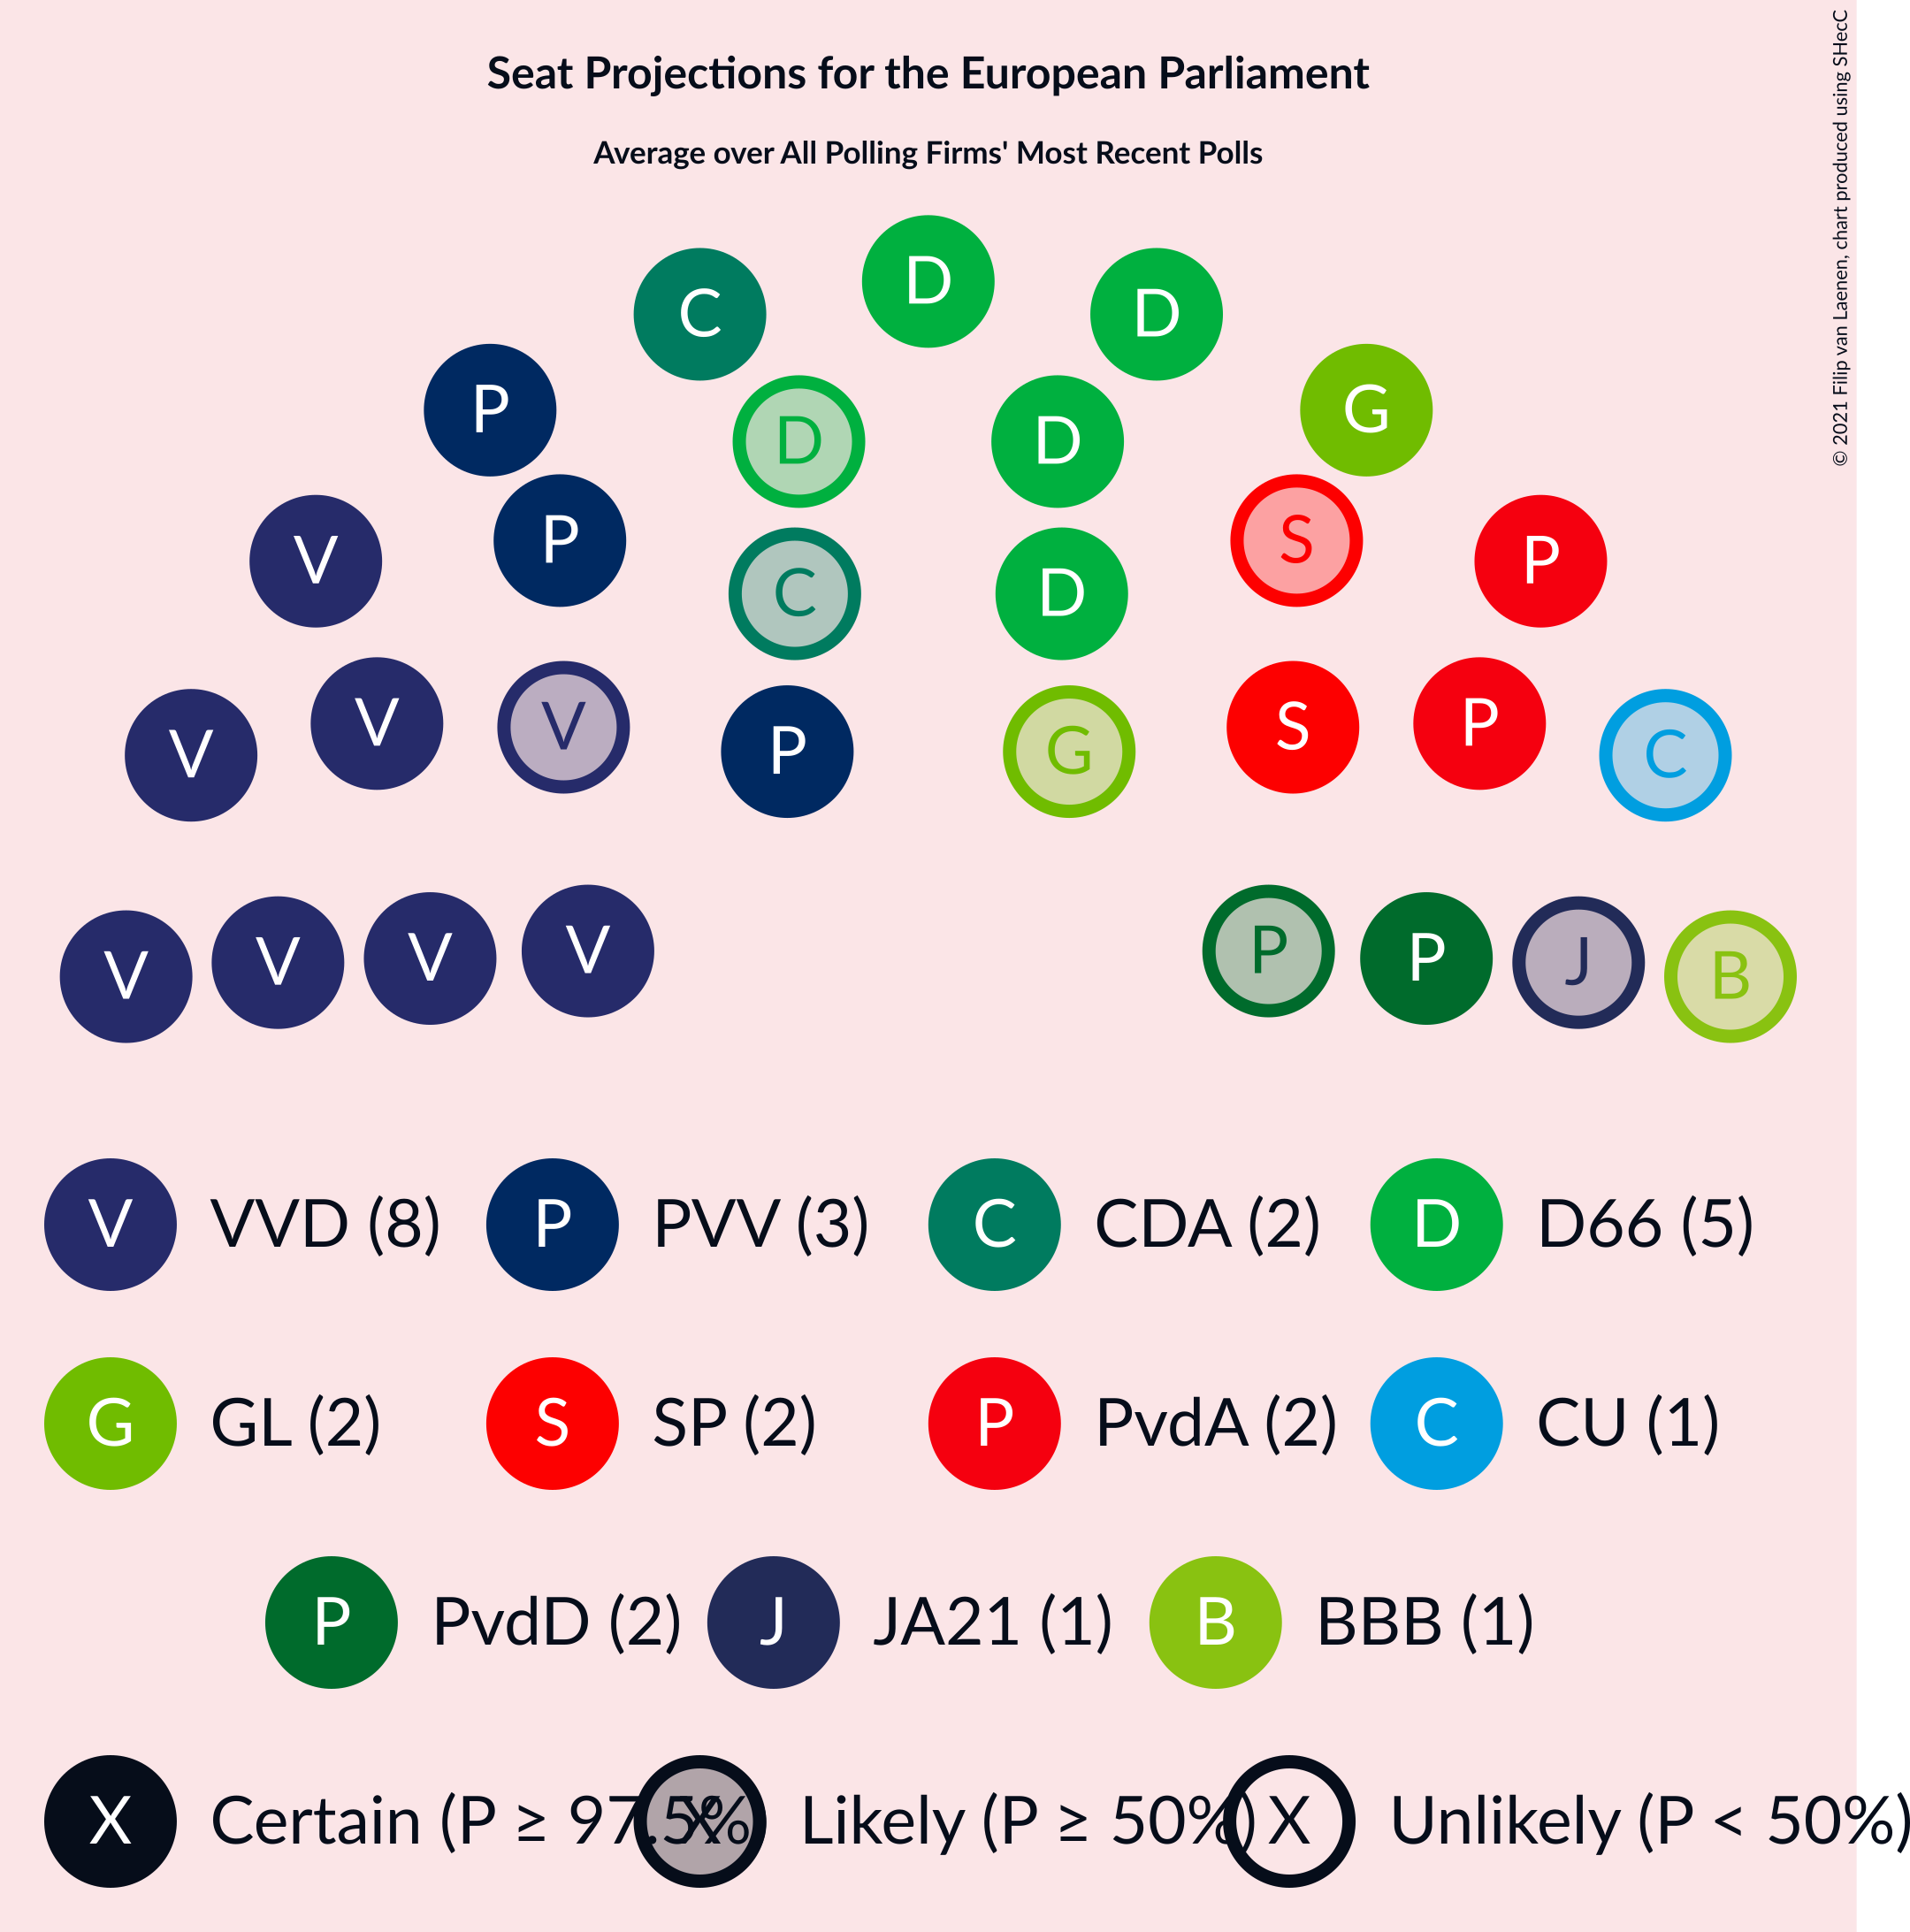 Seat Projections for the European Parliament
Average over All Polling Firms' Most Recent Polls
© 2021 Filip van Laenen, chart produced using SHecC
D
C D
P G
D D
P S
V P
C D
V V P G S P
V C
V V V V P P J B
V VVD (8) P PVV (3) C CDA (2) D D66 (5)
G GL (2) S SP (2) P PvdA (2) C CU (1)
P PvdD (2) J JA21 (1) B BBB (1)
X Certain (P ≥ 97.5% X Likely (P ≥ 50%) X Unlikely (P < 50%)